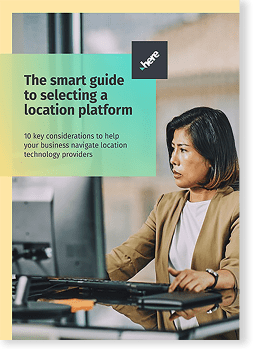 here
The smart guide
to selecting a
location platform
10 key considerations to help
your business navigate location
technology providers